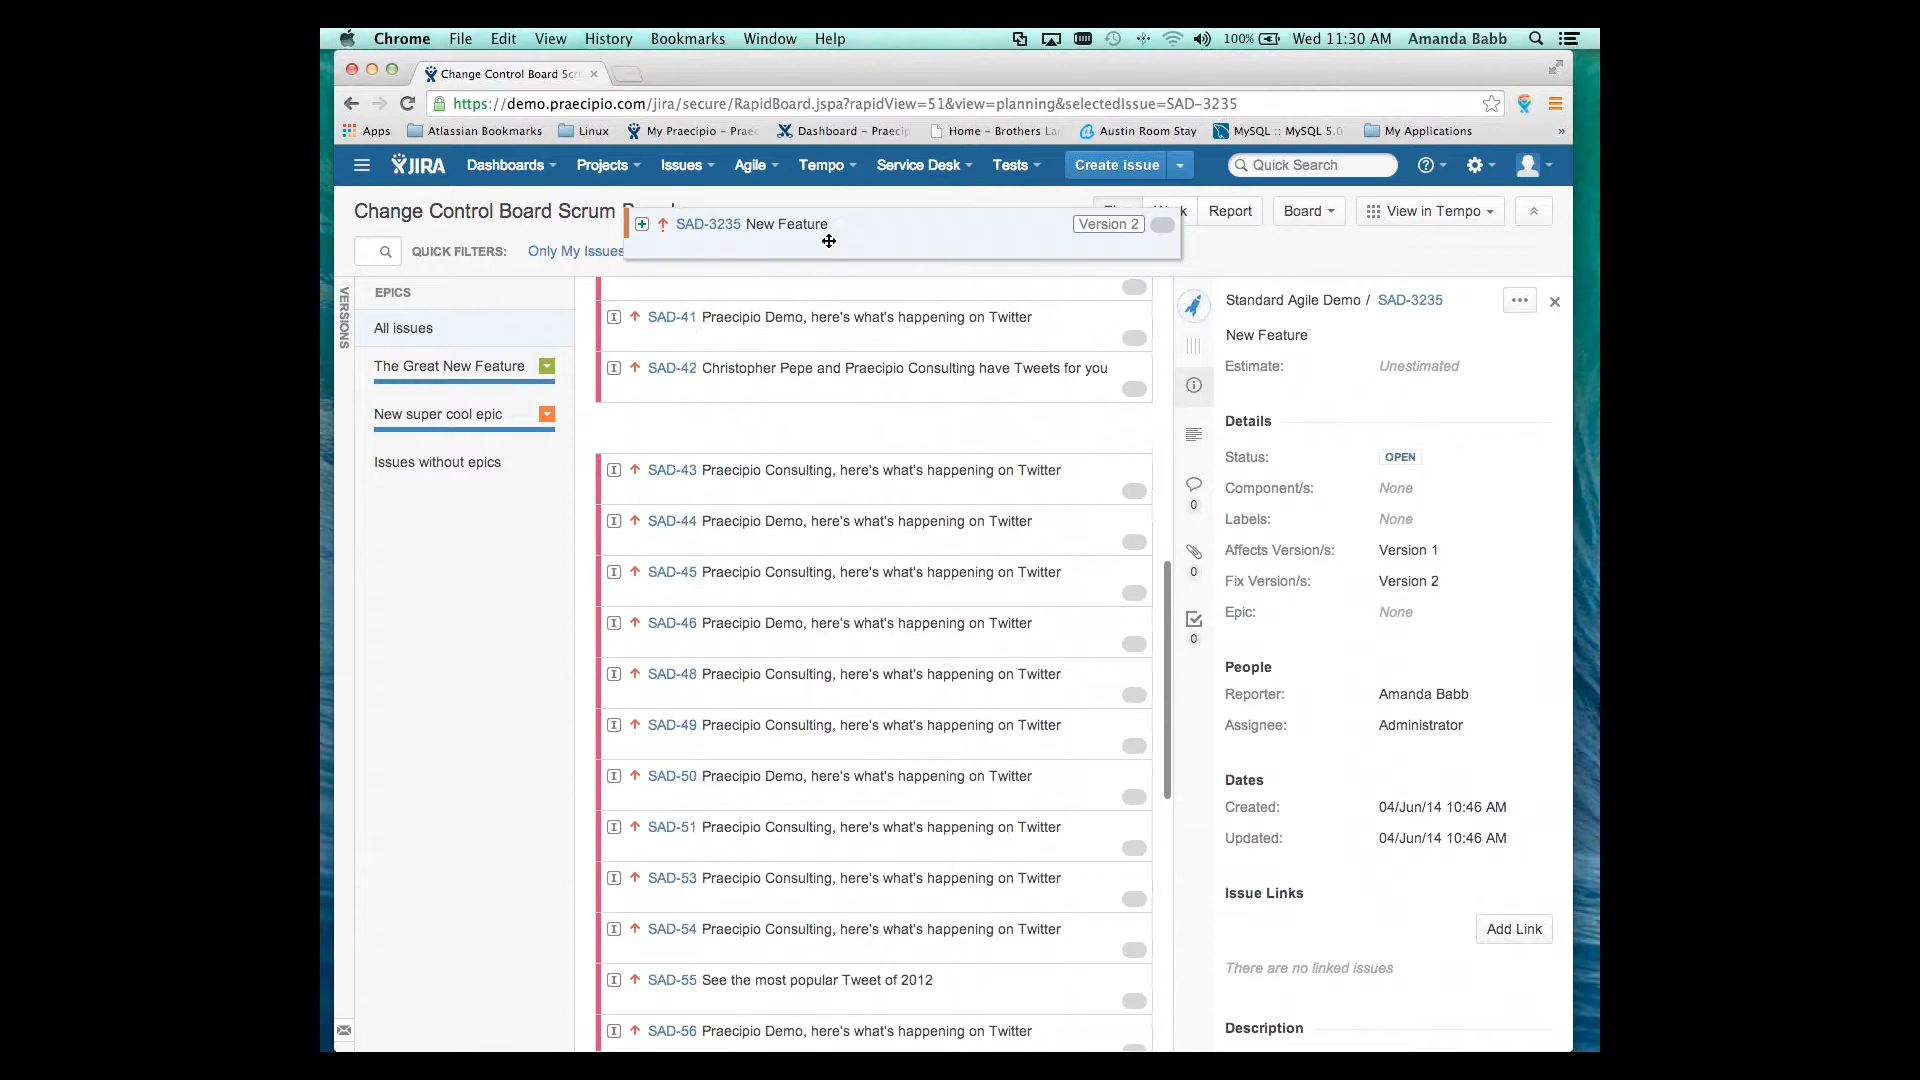 Chrome File Edit View History Bookmarks Window Help 100% Wed 11:30 AM Amanda Babb
Change Control Board Scr
https://demo.praecipio.com/jira/secure/RapidBoard.jspa?rapidView=51&view=planning&selectedIssue=SAD-3235
Apps Atlassian Bookmarks Linux My Praecipio – Prae Dashboard – Praecip Home – Brothers La Austin Room Stay MySQL :: MySQL 5.0 My Applications »
JIRA Dashboards Projects Issues Agile Tempo Service Desk Tests Create issue Quick Search
Change Control Board Scrum Report Board View in Tempo
SAD-3235 New Feature Version 2
QUICK FILTERS: Only My Issues
VERSIONS
EPICS
All issues
The Great New Feature
New super cool epic
Issues without epics
SAD-41 Praecipio Demo, here's what's happening on Twitter
SAD-42 Christopher Pepe and Praecipio Consulting have Tweets for you
SAD-43 Praecipio Consulting, here's what's happening on Twitter
SAD-44 Praecipio Demo, here's what's happening on Twitter
SAD-45 Praecipio Consulting, here's what's happening on Twitter
SAD-46 Praecipio Demo, here's what's happening on Twitter
SAD-48 Praecipio Consulting, here's what's happening on Twitter
SAD-49 Praecipio Consulting, here's what's happening on Twitter
SAD-50 Praecipio Demo, here's what's happening on Twitter
SAD-51 Praecipio Consulting, here's what's happening on Twitter
SAD-53 Praecipio Consulting, here's what's happening on Twitter
SAD-54 Praecipio Consulting, here's what's happening on Twitter
SAD-55 See the most popular Tweet of 2012
SAD-56 Praecipio Demo, here's what's happening on Twitter
0
0
0
Standard Agile Demo / SAD-3235
New Feature
Estimate: Unestimated
Details
Status: OPEN
Component/s: None
Labels: None
Affects Version/s: Version 1
Fix Version/s: Version 2
Epic: None
People
Reporter: Amanda Babb
Assignee: Administrator
Dates
Created: 04/Jun/14 10:46 AM
Updated: 04/Jun/14 10:46 AM
Issue Links
Add Link
There are no linked issues
Description